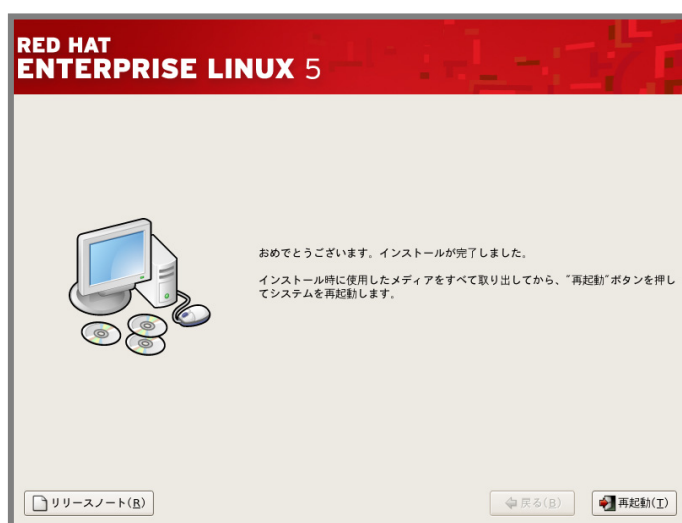 RED HAT
ENTERPRISE LINUX 5
おめでとうございます。インストールが完了しました。
インストール時に使用したメディアをすべて取り出してから、"再起動"ボタンを押し
てシステムを再起動します。
リリースノート(R)
戻る(B)
再起動(T)